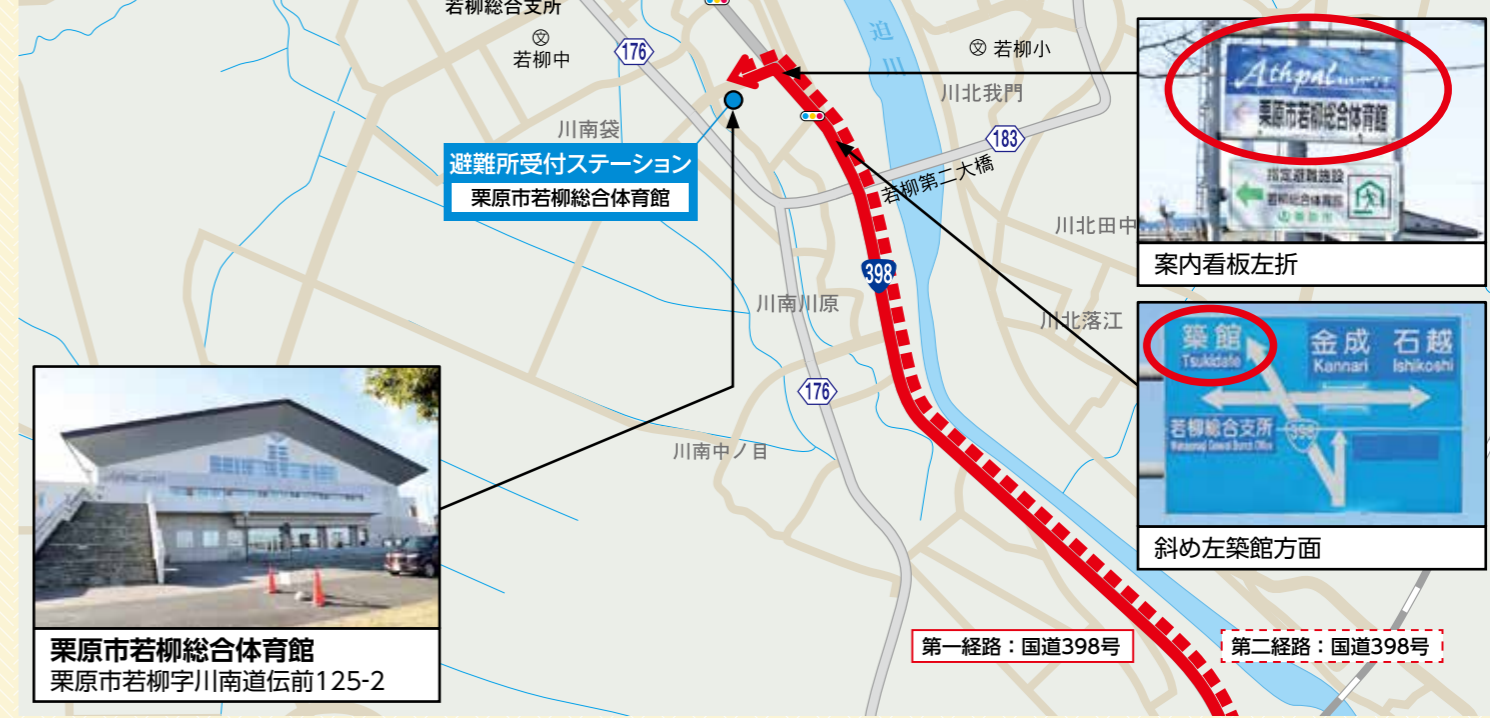 若柳総合支所
若柳中
176
迫川
若柳小
川北我門
川南袋
183
避難所受付ステーション
栗原市若柳総合体育館
若柳第二大橋
川北田中
398
川南川原
川北落江
176
川南中ノ目
Athpal
栗原市若柳総合体育館
指定避難施設
若柳総合体育館
栗原市
案内看板左折
築館
Tsukidate
金成
Kannari
石越
Ishikoshi
若柳総合支所
398
斜め左築館方面
栗原市若柳総合体育館
栗原市若柳字川南道伝前125-2
第一経路：国道398号
第二経路：国道398号